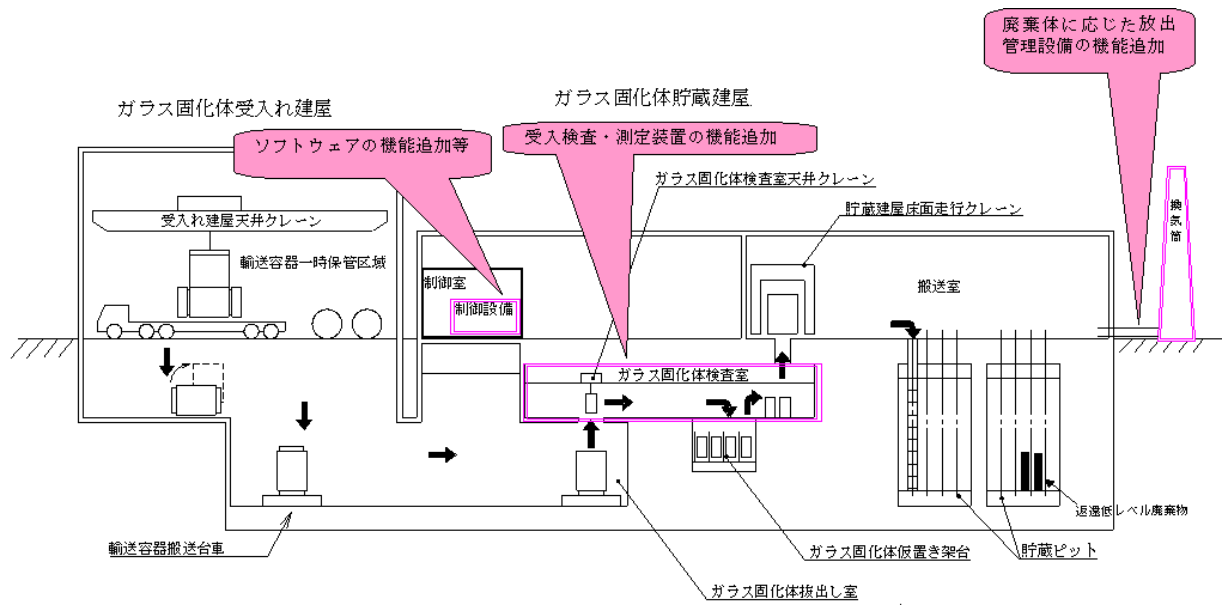 廃棄体に応じた放出
管理設備の機能追加
ガラス固化体受入れ建屋
ガラス固化体貯蔵建屋
ソフトウェアの機能追加等
受入検査・測定装置の機能追加
ガラス固化体検査室天井クレーン
受入れ建屋天井クレーン
貯蔵建屋床面走行クレーン
換気筒
輸送容器一時保管区域
制御室
制御設備
搬送室
ガラス固化体検査室
返還低レベル廃棄物
輸送容器搬送台車
ガラス固化体仮置き架台
貯蔵ピット
ガラス固化体抜出し室